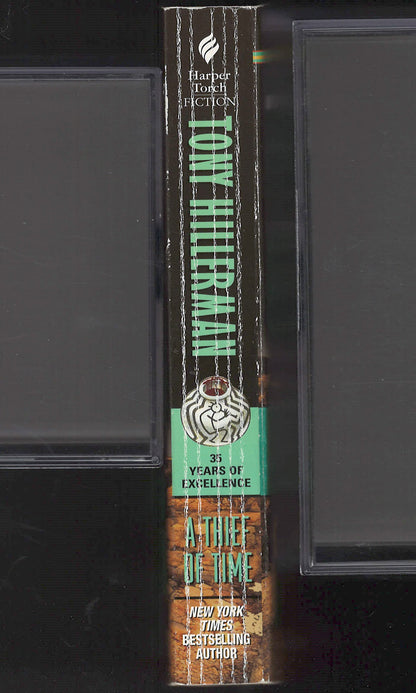 Harper
Torch
FICTION
TONY HILLERMAN
35
YEARS OF
EXCELLENCE
A THIEF
OF TIME
NEW YORK
TIMES
BESTSELLING
AUTHOR